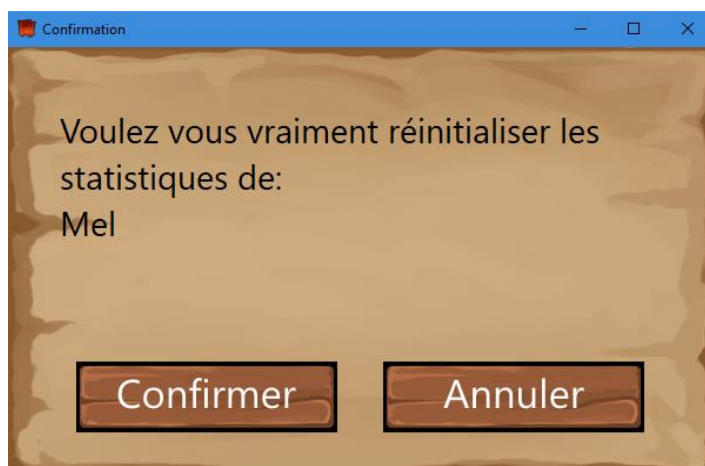 Confirmation
Voulez vous vraiment réinitialiser les
statistiques de:
Mel
Confirmer
Annuler